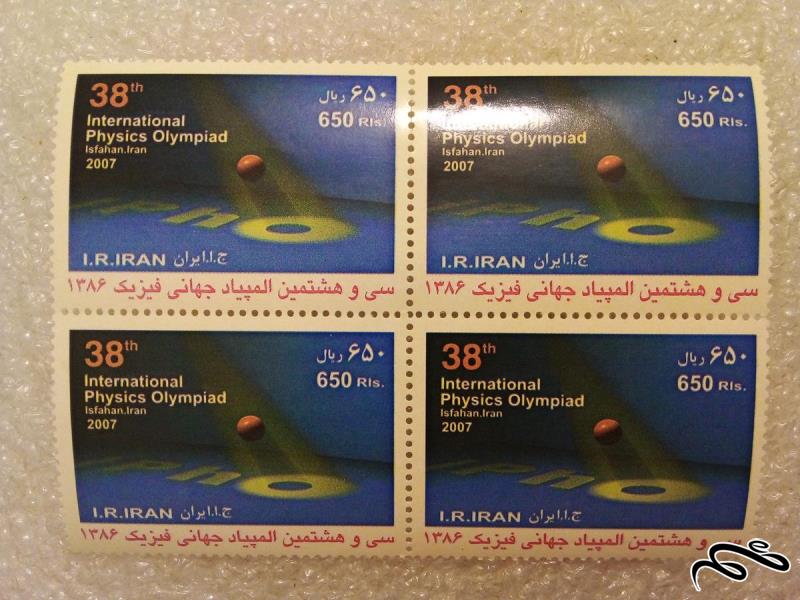 38th
۶۵۰ ریال
International
650 Rls.
Physics Olympiad
Isfahan.Iran
2007
IPhO
I.R.IRAN ج.ا.ایران
سی و هشتمین المپیاد جهانی فیزیک ۱۳۸۶
38th
۶۵۰ ریال
International
650 Rls.
Physics Olympiad
Isfahan.Iran
2007
IPhO
I.R.IRAN ج.ا.ایران
سی و هشتمین المپیاد جهانی فیزیک ۱۳۸۶
38th
۶۵۰ ریال
International
650 Rls.
Physics Olympiad
Isfahan.Iran
2007
IPhO
I.R.IRAN ج.ا.ایران
سی و هشتمین المپیاد جهانی فیزیک ۱۳۸۶
38th
۶۵۰ ریال
International
650 Rls.
Physics Olympiad
Isfahan.Iran
2007
IPhO
I.R.IRAN ج.ا.ایران
سی و هشتمین المپیاد جهانی فیزیک ۱۳۸۶